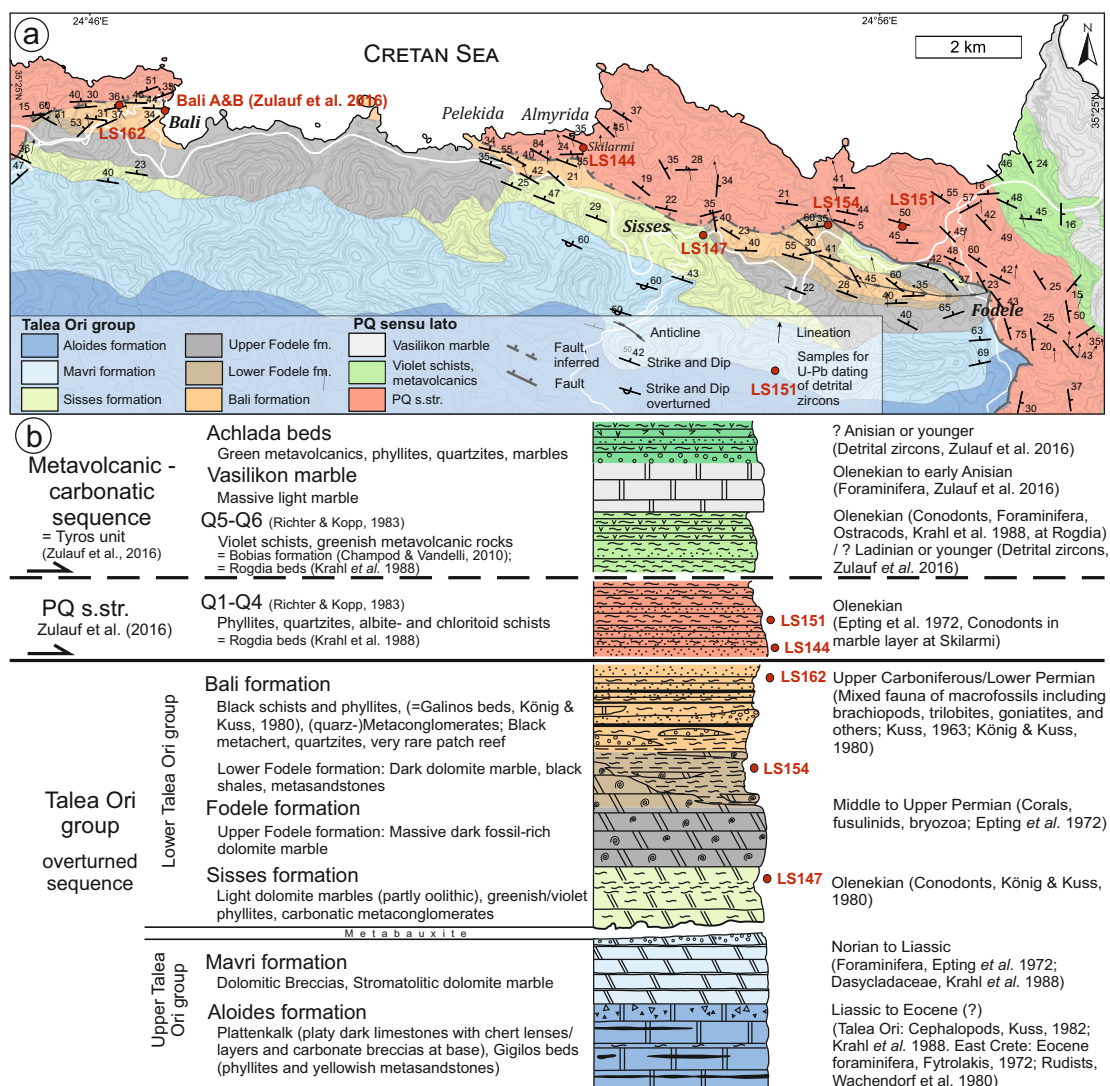 a
24°46'E
24°56'E
35°25'N
35°25'N
CRETAN SEA
2 km
N
Bali A&B (Zulauf et al. 2016)
Bali
LS162
Pelekida
Almyrida
Skilarmi
LS144
Sisses
LS147
LS154
LS151
Fodele
Talea Ori group
Aloides formation
Mavri formation
Sisses formation
Upper Fodele fm.
Lower Fodele fm.
Bali formation
PQ sensu lato
Vasilikon marble
Violet schists,
metavolcanics
PQ s.str.
Fault,
inferred
Fault
Anticline
42
Strike and Dip
Strike and Dip
overturned
Lineation
Samples for
U-Pb dating
of detrital
zircons
LS151
b
Metavolcanic -
carbonatic
sequence
= Tyros unit
(Zulauf et al., 2016)
Achlada beds
Green metavolcanics, phyllites, quartzites, marbles
Vasilikon marble
Massive light marble
Q5-Q6 (Richter & Kopp, 1983)
Violet schists, greenish metavolcanic rocks
= Bobias formation (Champod & Vandelli, 2010);
= Rogdia beds (Krahl et al. 1988)
? Anisian or younger
(Detrital zircons, Zulauf et al. 2016)
Olenekian to early Anisian
(Foraminifera, Zulauf et al. 2016)
Olenekian (Conodonts, Foraminifera,
Ostracods, Krahl et al. 1988, at Rogdia)
/ ? Ladinian or younger (Detrital zircons,
Zulauf et al. 2016)
PQ s.str.
Zulauf et al. (2016)
Q1-Q4 (Richter & Kopp, 1983)
Phyllites, quartzites, albite- and chloritoid schists
= Rogdia beds (Krahl et al. 1988)
LS151
LS144
Olenekian
(Epting et al. 1972, Conodonts in
marble layer at Skilarmi)
Talea Ori
group
overturned
sequence
Lower Talea Ori group
Bali formation
Black schists and phyllites, (=Galinos beds, König &
Kuss, 1980), (quarz-)Metaconglomerates; Black
metachert, quartzites, very rare patch reef
Lower Fodele formation: Dark dolomite marble, black
shales, metasandstones
Fodele formation
Upper Fodele formation: Massive dark fossil-rich
dolomite marble
Sisses formation
Light dolomite marbles (partly oolithic), greenish/violet
phyllites, carbonatic metaconglomerates
LS162
LS154
LS147
Upper Carboniferous/Lower Permian
(Mixed fauna of macrofossils including
brachiopods, trilobites, goniatites, and
others; Kuss, 1963; König & Kuss,
1980)
Middle to Upper Permian (Corals,
fusulinids, bryozoa; Epting et al. 1972)
Olenekian (Conodonts, König & Kuss,
1980)
Metabauxite
Upper Talea
Ori group
Mavri formation
Dolomitic Breccias, Stromatolitic dolomite marble
Aloides formation
Plattenkalk (platy dark limestones with chert lenses/
layers and carbonate breccias at base), Gigilos beds
(phyllites and yellowish metasandstones)
Norian to Liassic
(Foraminifera, Epting et al. 1972;
Dasycladaceae, Krahl et al. 1988)
Liassic to Eocene (?)
(Talea Ori: Cephalopods, Kuss, 1982;
Krahl et al. 1988. East Crete: Eocene
foraminifera, Fytrolakis, 1972; Rudists,
Wachendorf et al. 1980)